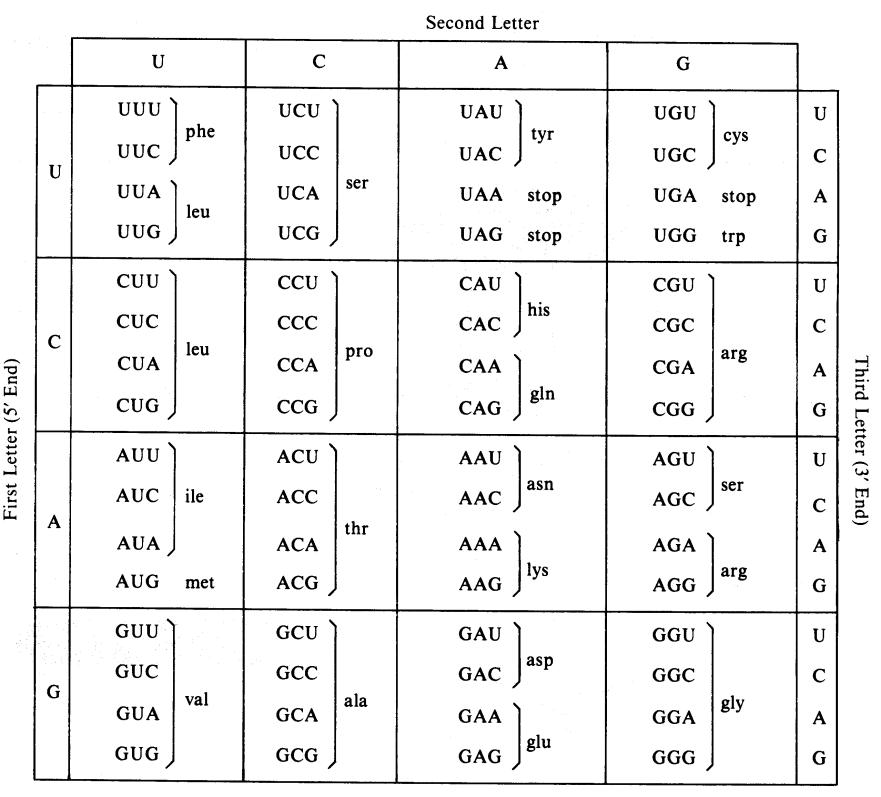 Second Letter
U C A G
First Letter (5' End)
Third Letter (3' End)
U
UUU UCU UAU UGU U
phe tyr cys
UUC UCC UAC UGC C
ser
UUA UCA UAA stop UGA stop A
leu
UUG UCG UAG stop UGG trp G
C
CUU CCU CAU CGU U
his
CUC CCC CAC CGC C
leu pro arg
CUA CCA CAA CGA A
gln
CUG CCG CAG CGG G
A
AUU ACU AAU AGU U
asn ser
AUC ile ACC AAC AGC C
thr
AUA ACA AAA AGA A
lys arg
AUG met ACG AAG AGG G
G
GUU GCU GAU GGU U
asp
GUC GCC GAC GGC C
val ala gly
GUA GCA GAA GGA A
glu
GUG GCG GAG GGG G